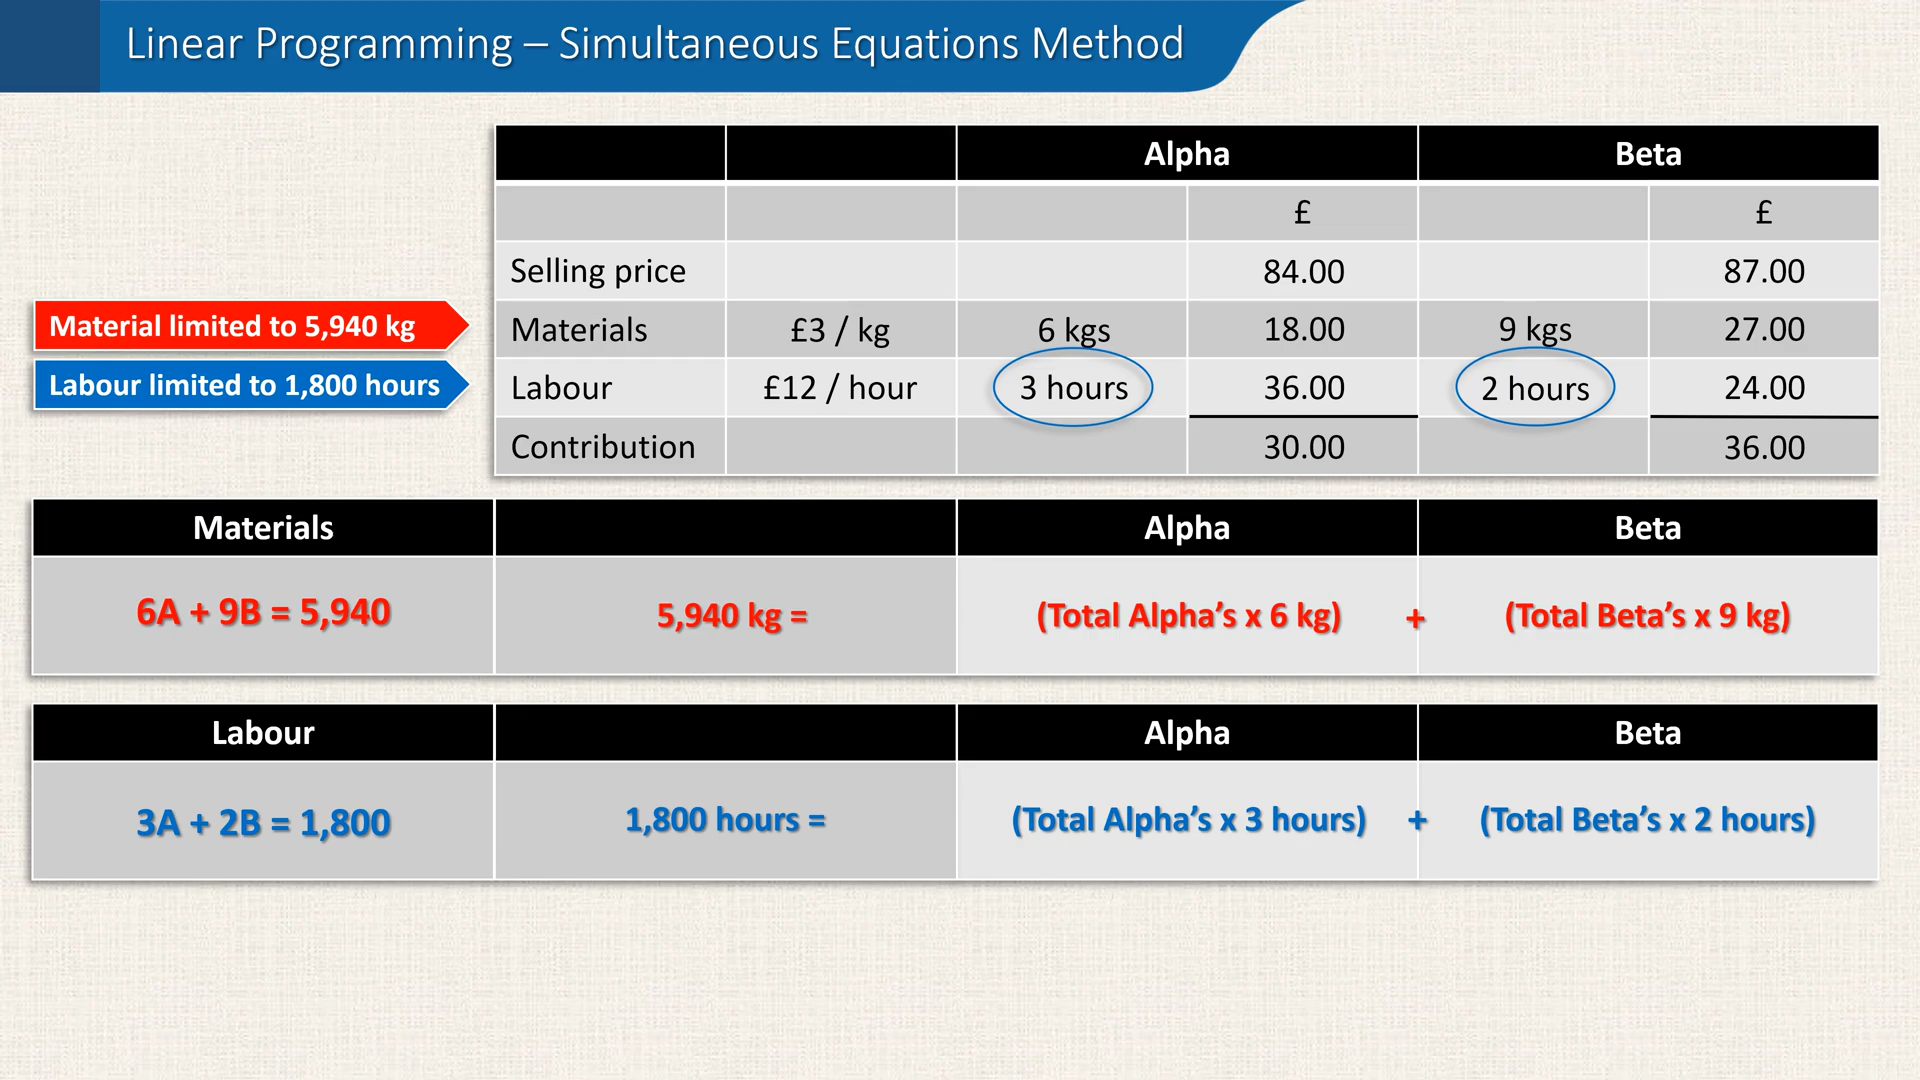 Linear Programming – Simultaneous Equations Method
Alpha Beta
£ £
Selling price 84.00 87.00
Material limited to 5,940 kg
Materials £3 / kg 6 kgs 18.00 9 kgs 27.00
Labour limited to 1,800 hours
Labour £12 / hour 3 hours 36.00 2 hours 24.00
Contribution 30.00 36.00
Materials Alpha Beta
6A + 9B = 5,940 5,940 kg = (Total Alpha’s x 6 kg) + (Total Beta’s x 9 kg)
Labour Alpha Beta
3A + 2B = 1,800 1,800 hours = (Total Alpha’s x 3 hours) + (Total Beta’s x 2 hours)